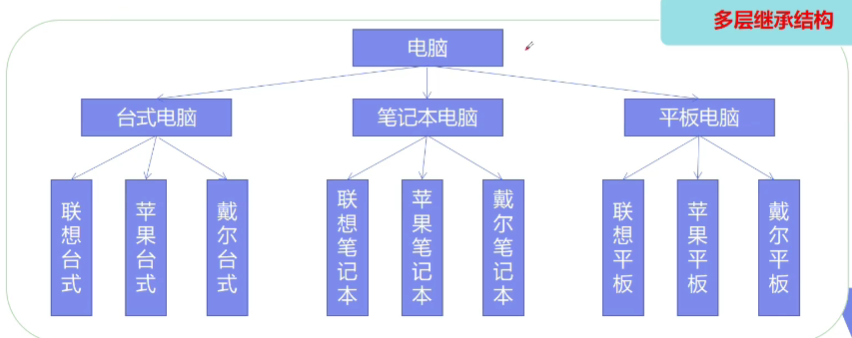 多层继承结构
电脑
台式电脑
笔记本电脑
平板电脑
联想台式
苹果台式
戴尔台式
联想笔记本
苹果笔记本
戴尔笔记本
联想平板
苹果平板
戴尔平板